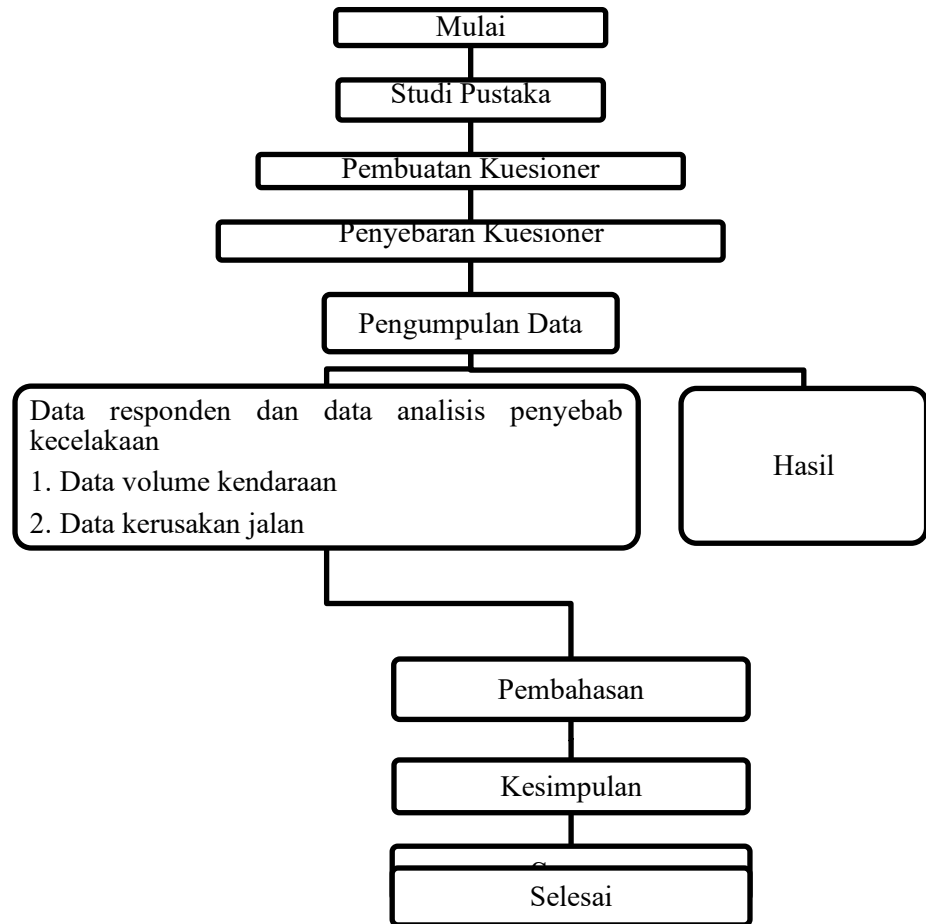 Mulai
Studi Pustaka
Pembuatan Kuesioner
Penyebaran Kuesioner
Pengumpulan Data
Data responden dan data analisis penyebab
kecelakaan
1. Data volume kendaraan
2. Data kerusakan jalan
Hasil
Pembahasan
Kesimpulan
Selesai